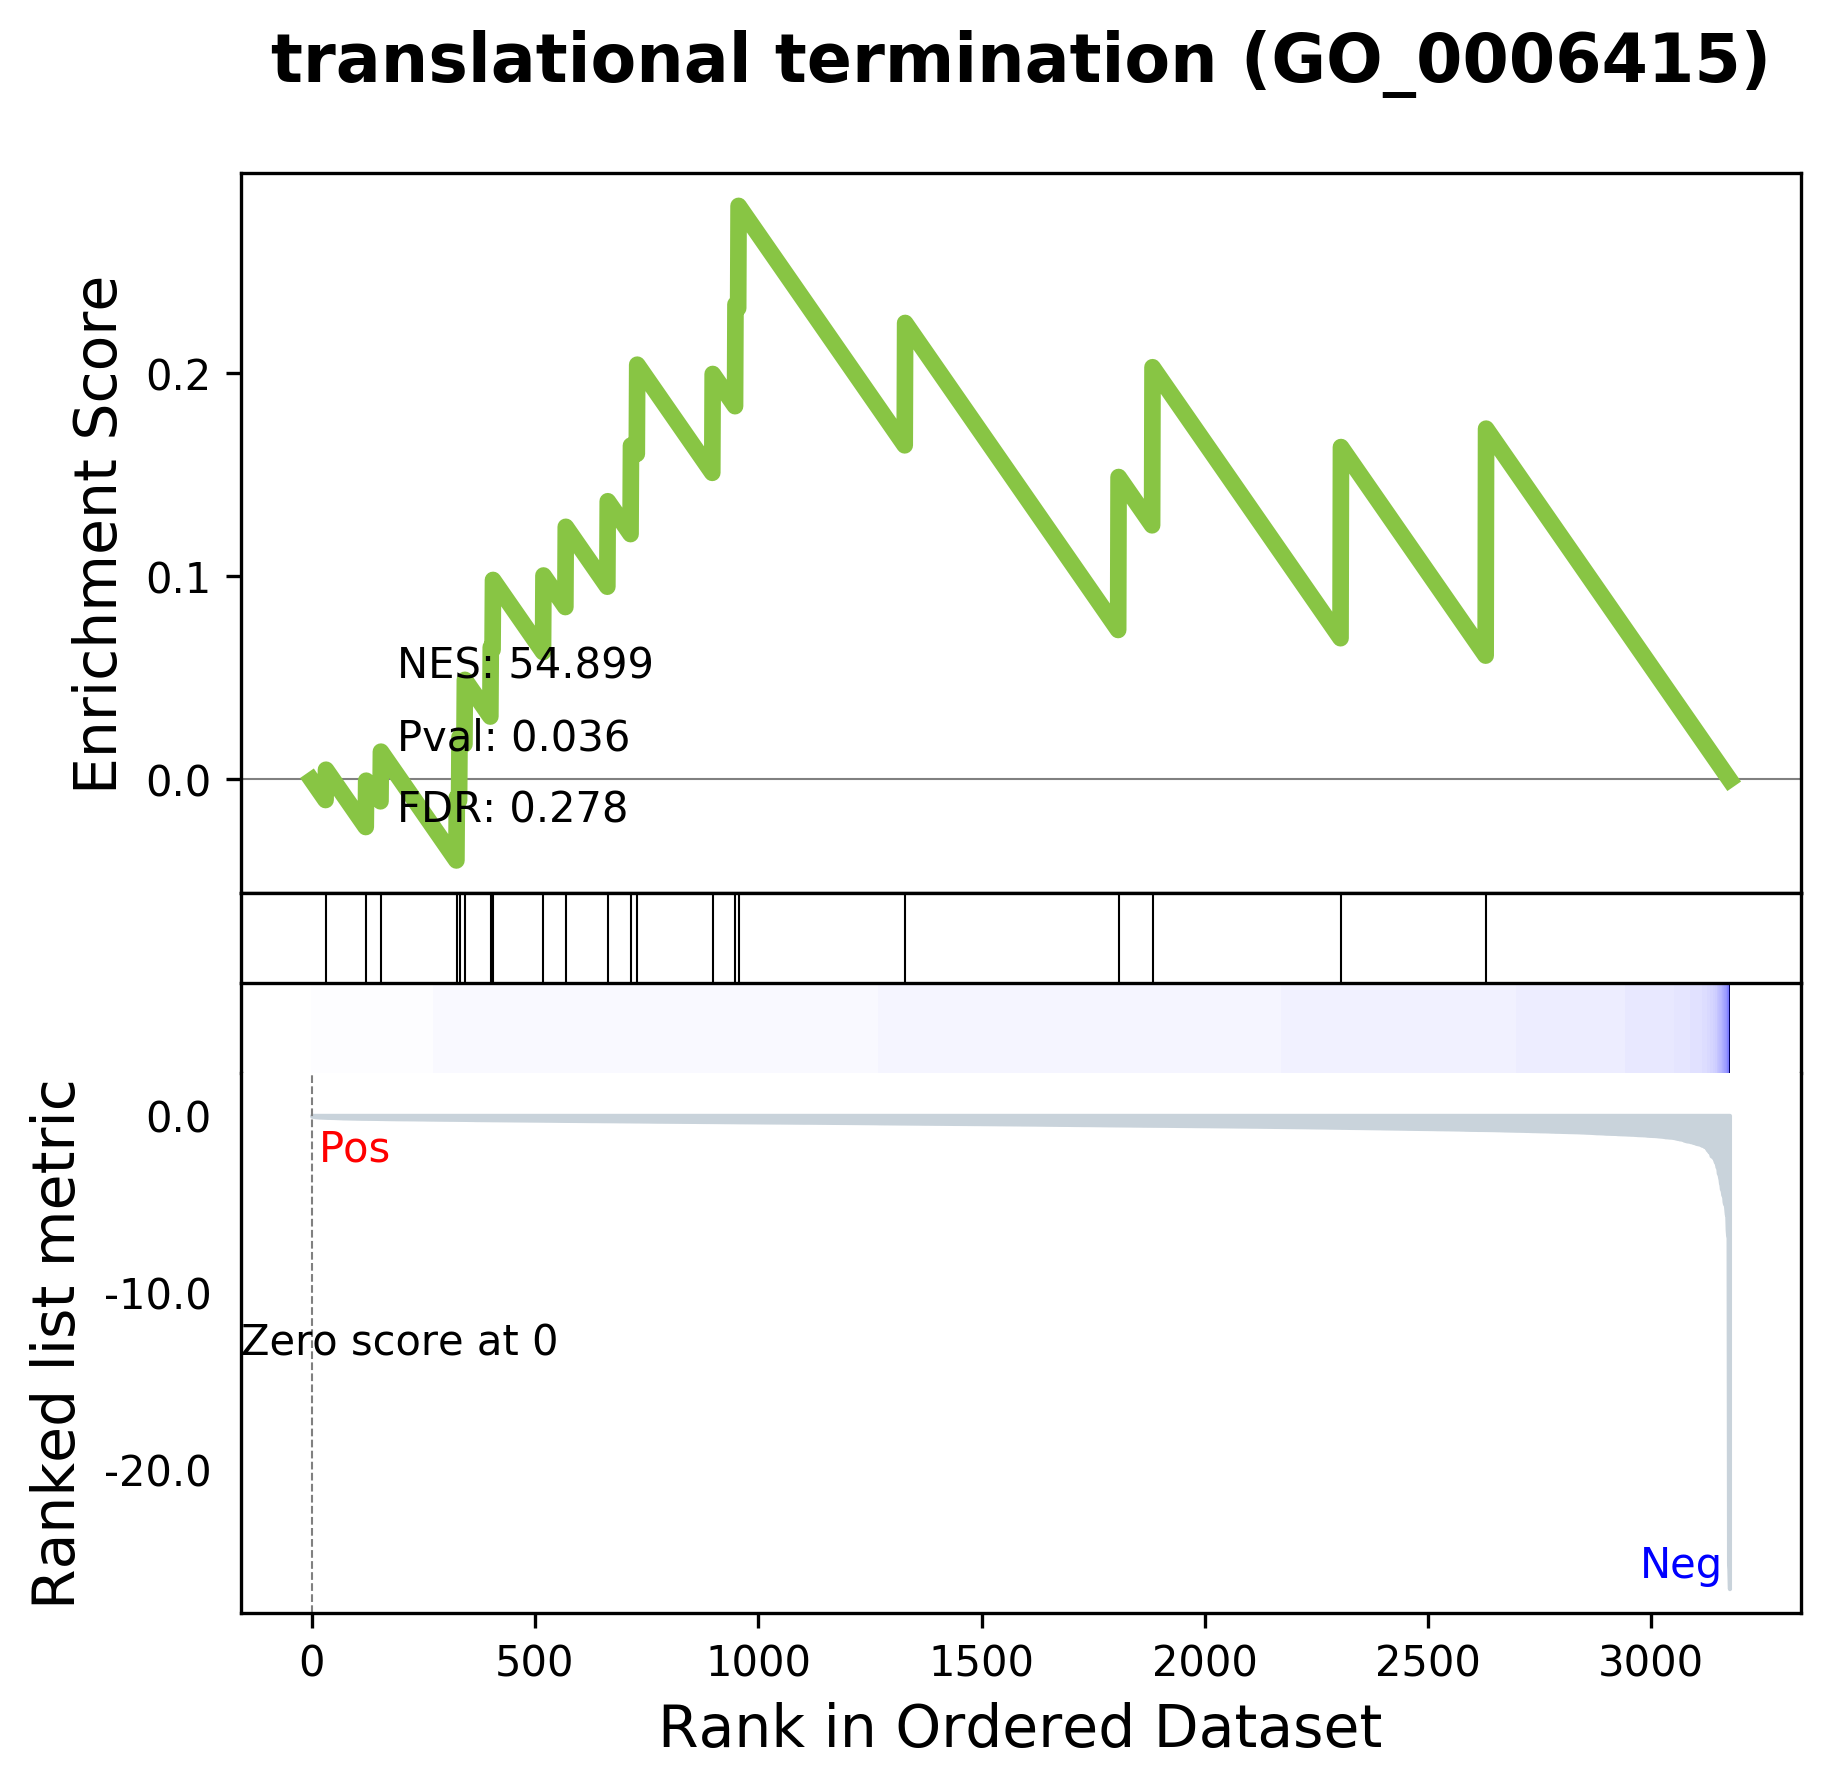 translational termination (GO_0006415)
Enrichment Score
0.2
0.1
0.0
NES: 54.899
Pval: 0.036
FDR: 0.278
Ranked list metric
0.0
-10.0
-20.0
Pos
Zero score at 0
Neg
0 500 1000 1500 2000 2500 3000
Rank in Ordered Dataset